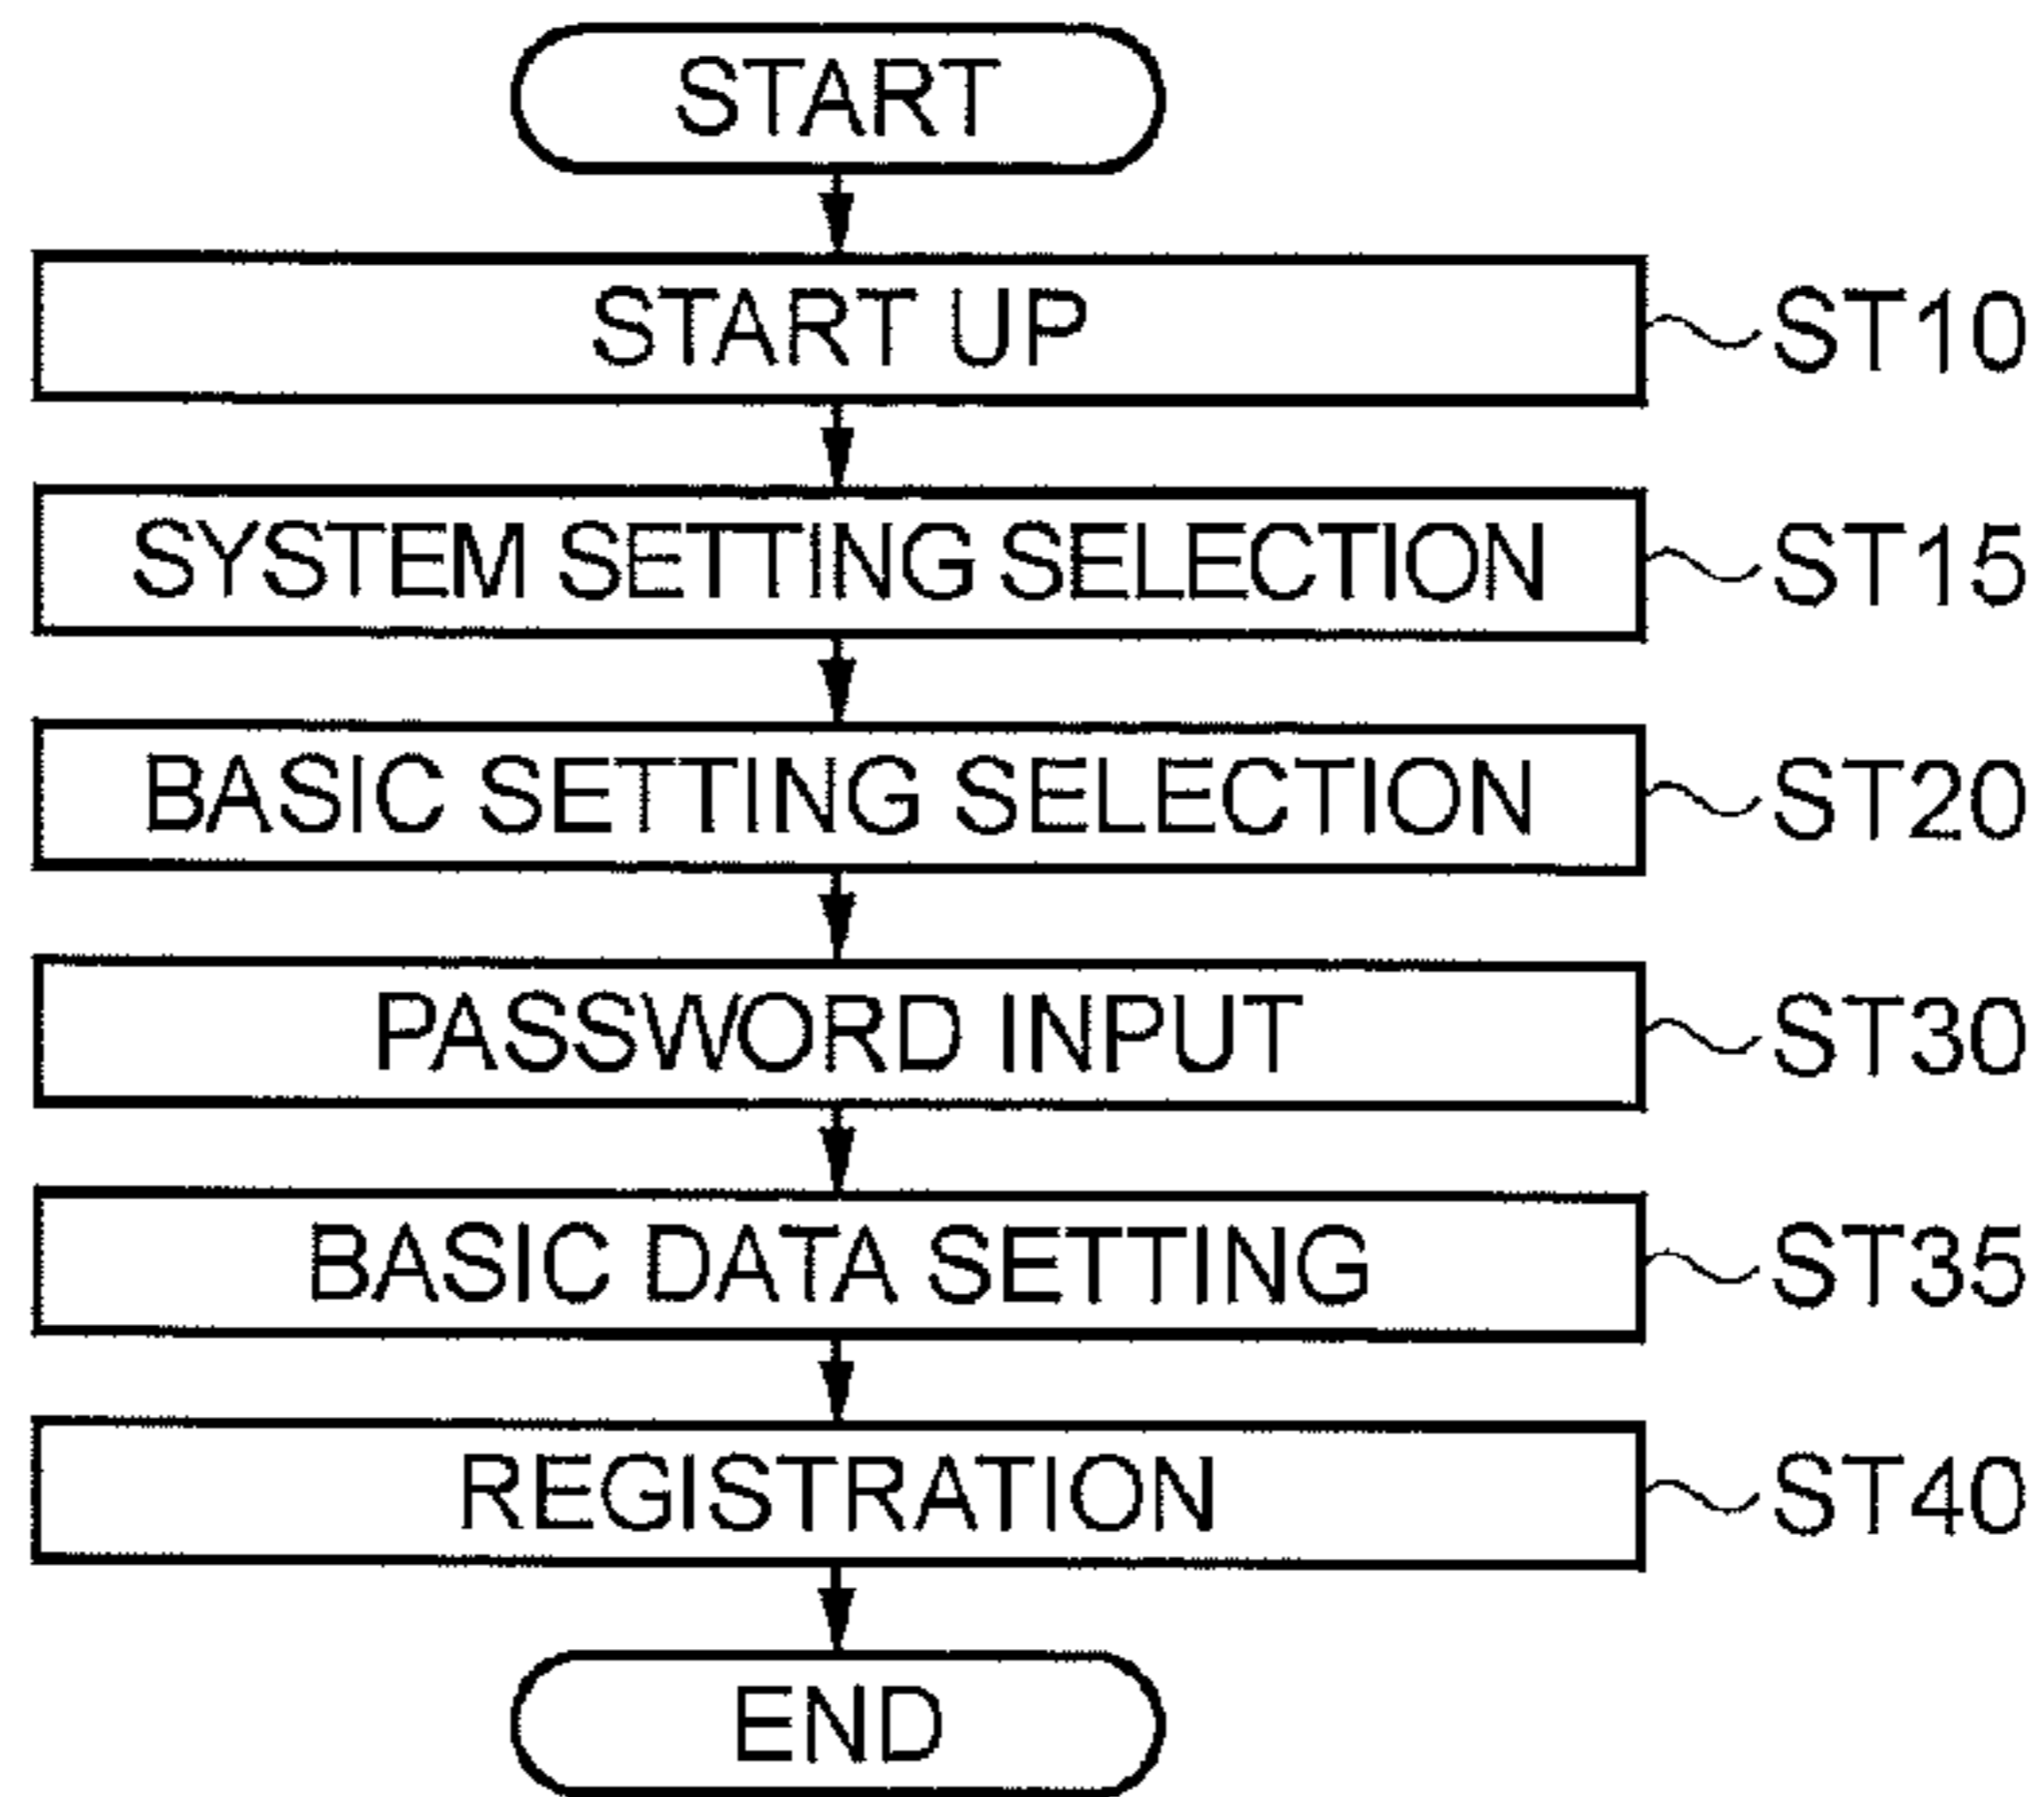 START
START UP ST10
SYSTEM SETTING SELECTION ST15
BASIC SETTING SELECTION ST20
PASSWORD INPUT ST30
BASIC DATA SETTING ST35
REGISTRATION ST40
END